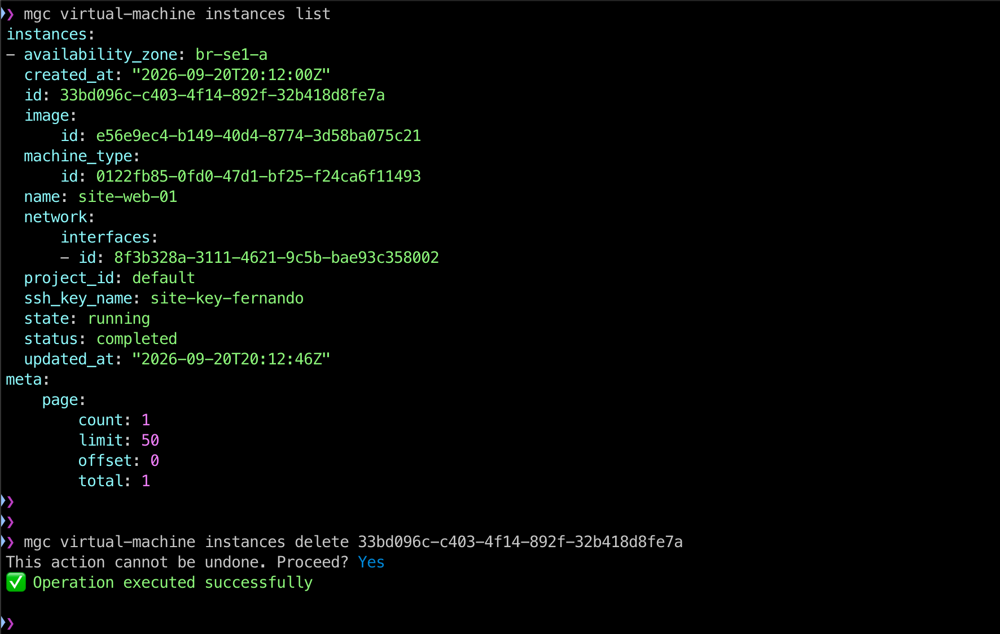 ❯ mgc virtual-machine instances list
instances:
- availability_zone: br-se1-a
  created_at: "2026-09-20T20:12:00Z"
  id: 33bd096c-c403-4f14-892f-32b418d8fe7a
  image:
      id: e56e9ec4-b149-40d4-8774-3d58ba075c21
  machine_type:
      id: 0122fb85-0fd0-47d1-bf25-f24ca6f11493
  name: site-web-01
  network:
      interfaces:
      - id: 8f3b328a-3111-4621-9c5b-bae93c358002
  project_id: default
  ssh_key_name: site-key-fernando
  state: running
  status: completed
  updated_at: "2026-09-20T20:12:46Z"
meta:
    page:
        count: 1
        limit: 50
        offset: 0
        total: 1
❯
❯
❯ mgc virtual-machine instances delete 33bd096c-c403-4f14-892f-32b418d8fe7a
This action cannot be undone. Proceed? Yes
✅ Operation executed successfully
❯